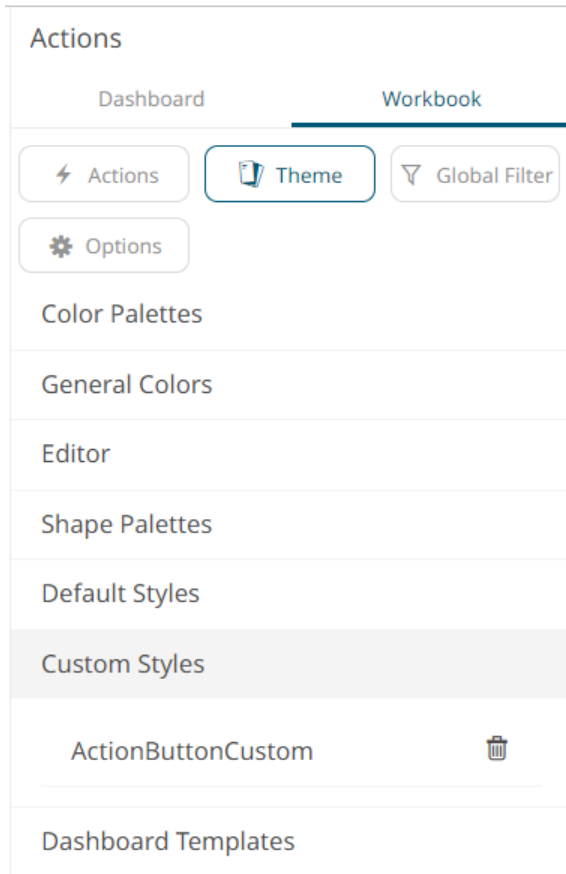 Actions
Dashboard Workbook
Actions Theme Global Filter
Options
Color Palettes
General Colors
Editor
Shape Palettes
Default Styles
Custom Styles
ActionButtonCustom
Dashboard Templates